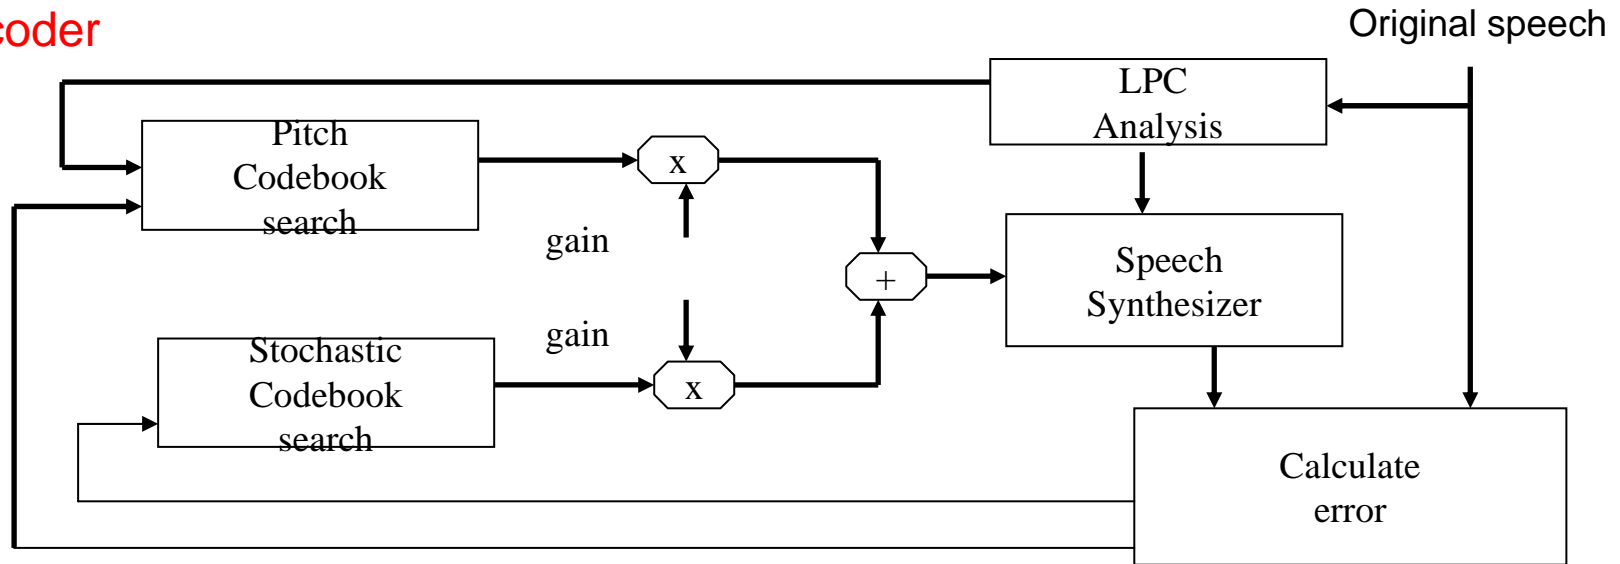 coder
Original speech
LPC
Analysis
Pitch
Codebook
search
x
gain
+
Speech
Synthesizer
gain
Stochastic
Codebook
search
x
Calculate
error